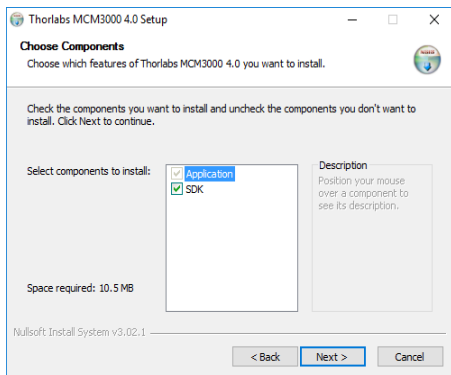 Thorlabs MCM3000 4.0 Setup
Choose Components
Choose which features of Thorlabs MCM3000 4.0 you want to install.
Check the components you want to install and uncheck the components you don't want to
install. Click Next to continue.
Select components to install:
Application
SDK
Description
Position your mouse
over a component to
see its description.
Space required: 10.5 MB
Nullsoft Install System v3.02.1
< Back
Next >
Cancel